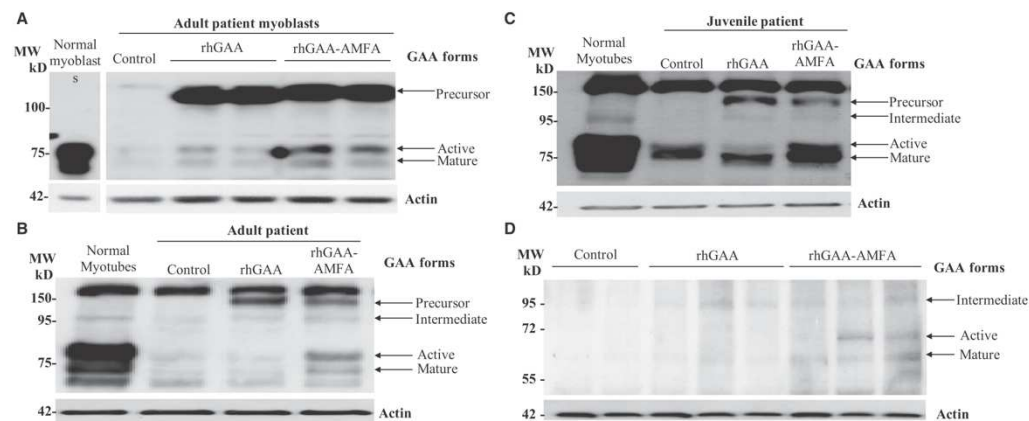 A
Adult patient myoblasts
MW
kD
Normal
myoblast
s
Control
rhGAA
rhGAA-AMFA
GAA forms
100-
75-
42-
Precursor
Active
Mature
Actin
B
Adult patient
MW
kD
Normal
Myotubes
Control
rhGAA
rhGAA-
AMFA
GAA forms
150-
95-
75-
42-
Precursor
Intermediate
Active
Mature
Actin
C
Juvenile patient
MW
kD
Normal
Myotubes
Control
rhGAA
rhGAA-
AMFA
GAA forms
150-
95-
75-
42-
Precursor
Intermediate
Active
Mature
Actin
D
MW
kD
Control
rhGAA
rhGAA-AMFA
GAA forms
95-
72-
55-
42-
Intermediate
Active
Mature
Actin